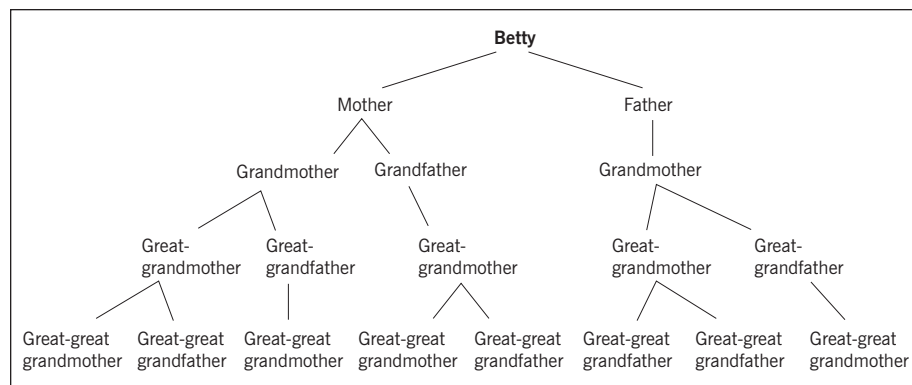 Betty
Mother Father
Grandmother Grandfather Grandmother
Great- Great- Great- Great- Great-
grandmother grandfather grandmother grandmother grandfather
Great-great Great-great Great-great Great-great Great-great Great-great Great-great Great-great
grandmother grandfather grandmother grandmother grandfather grandfather grandfather grandmother